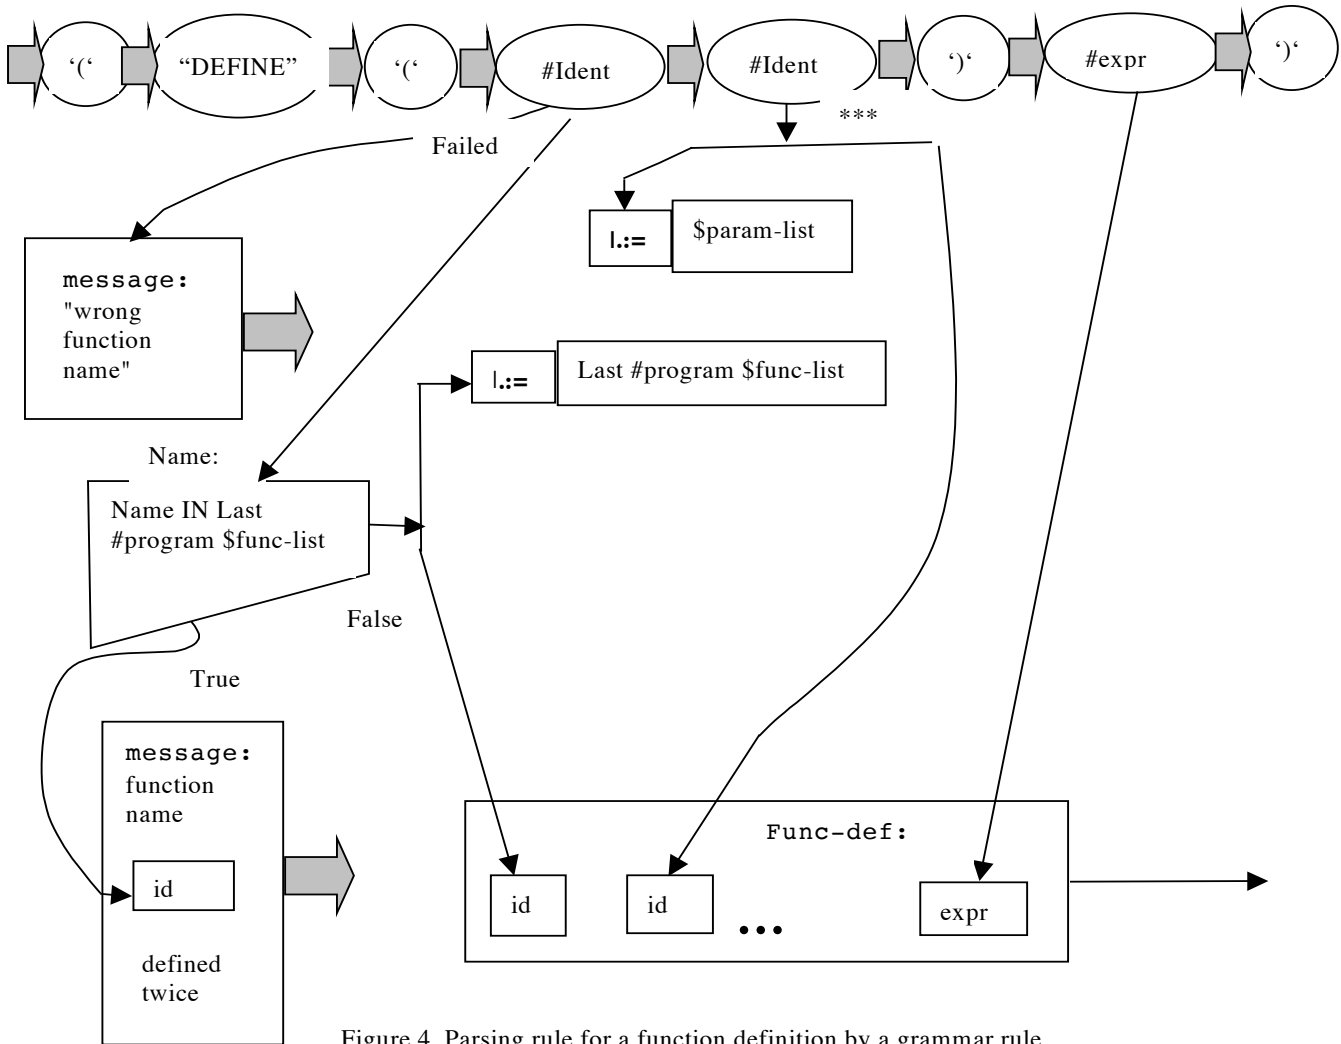 ‘(‘ “DEFINE” ‘(‘ #Ident #Ident ‘)‘ #expr ‘)‘
***
Failed
|.:= $param-list
message:
"wrong
function
name"
|.:= Last #program $func-list
Name:
Name IN Last
#program $func-list
False
True
message:
function
name
id
defined
twice
Func-def:
id id ... expr
Figure 4. Parsing rule for a function definition by a grammar rule